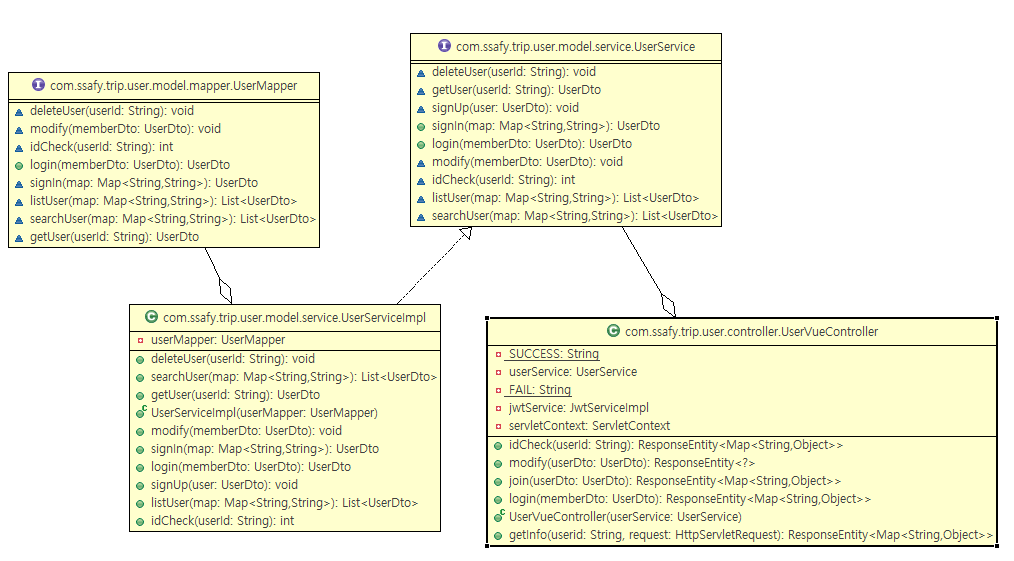 com.ssafy.trip.user.model.mapper.UserMapper
deleteUser(userId: String): void
modify(memberDto: UserDto): void
idCheck(userId: String): int
login(memberDto: UserDto): UserDto
signIn(map: Map<String,String>): UserDto
listUser(map: Map<String,String>): List<UserDto>
searchUser(map: Map<String,String>): List<UserDto>
getUser(userId: String): UserDto
com.ssafy.trip.user.model.service.UserService
deleteUser(userId: String): void
getUser(userId: String): UserDto
signUp(user: UserDto): void
signIn(map: Map<String,String>): UserDto
login(memberDto: UserDto): UserDto
modify(memberDto: UserDto): void
idCheck(userId: String): int
listUser(map: Map<String,String>): List<UserDto>
searchUser(map: Map<String,String>): List<UserDto>
com.ssafy.trip.user.model.service.UserServiceImpl
userMapper: UserMapper
deleteUser(userId: String): void
searchUser(map: Map<String,String>): List<UserDto>
getUser(userId: String): UserDto
UserServiceImpl(userMapper: UserMapper)
modify(memberDto: UserDto): void
signIn(map: Map<String,String>): UserDto
login(memberDto: UserDto): UserDto
signUp(user: UserDto): void
listUser(map: Map<String,String>): List<UserDto>
idCheck(userId: String): int
com.ssafy.trip.user.controller.UserVueController
SUCCESS: String
userService: UserService
FAIL: String
jwtService: JwtServiceImpl
servletContext: ServletContext
idCheck(userId: String): ResponseEntity<Map<String,Object>>
modify(userDto: UserDto): ResponseEntity<?>
join(userDto: UserDto): ResponseEntity<Map<String,Object>>
login(memberDto: UserDto): ResponseEntity<Map<String,Object>>
UserVueController(userService: UserService)
getInfo(userid: String, request: HttpServletRequest): ResponseEntity<Map<String,Object>>